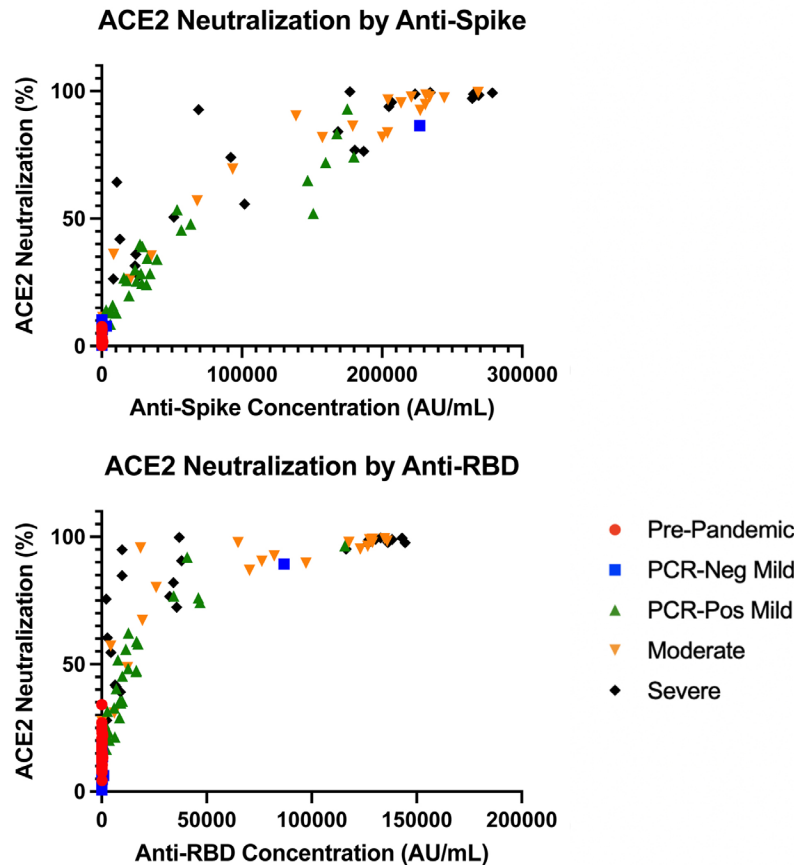 ACE2 Neutralization by Anti-Spike
ACE2 Neutralization (%)
100
50
0
0 100000 200000 300000
Anti-Spike Concentration (AU/mL)
ACE2 Neutralization by Anti-RBD
ACE2 Neutralization (%)
100
50
0
0 50000 100000 150000 200000
Anti-RBD Concentration (AU/mL)
Pre-Pandemic
PCR-Neg Mild
PCR-Pos Mild
Moderate
Severe